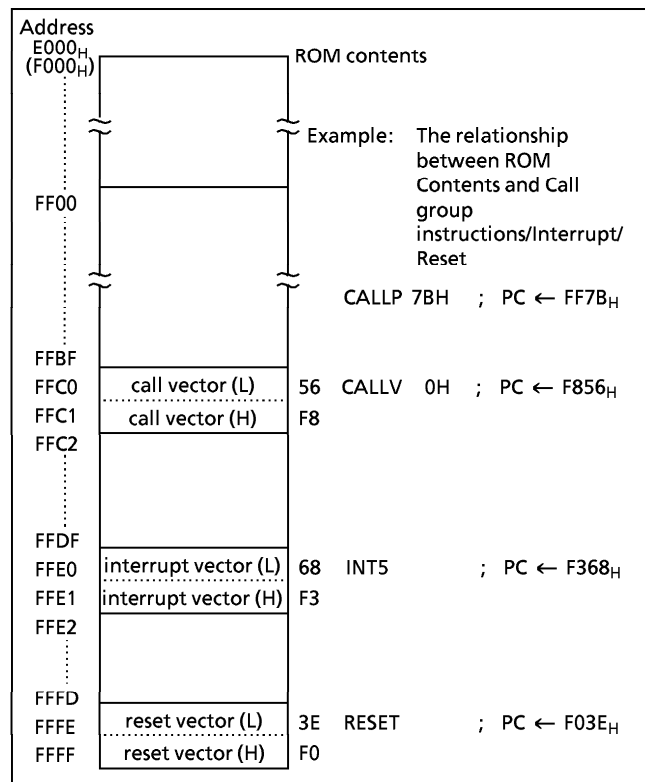 Address
E000H
(F000H)
ROM contents
Example: The relationship
between ROM
Contents and Call
group
instructions/Interrupt/
Reset
FF00
CALLP 7BH ; PC ← FF7BH
FFBF
FFC0 call vector (L) 56 CALLV 0H ; PC ← F856H
FFC1 call vector (H) F8
FFC2
FFDF
FFE0 interrupt vector (L) 68 INT5 ; PC ← F368H
FFE1 interrupt vector (H) F3
FFE2
FFFD
FFFE reset vector (L) 3E RESET ; PC ← F03EH
FFFF reset vector (H) F0